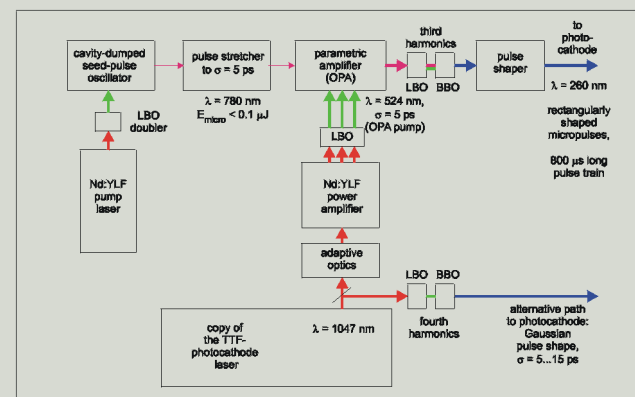 cavity-dumped
seed-pulse
oscillator
pulse stretcher
to σ = 5 ps
parametric
amplifier
(OPA)
third
harmonics
LBO BBO
pulse
shaper
to
photo-
cathode
λ = 260 nm
rectangularly
shaped
micropulses,
800 µs long
pulse train
λ = 780 nm
Emicro < 0.1 µJ
λ = 524 nm,
σ = 5 ps
(OPA pump)
LBO
doubler
LBO
Nd:YLF
pump
laser
Nd:YLF
power
amplifier
adaptive
optics
LBO BBO
fourth
harmonics
alternative path
to photocathode:
Gaussian
pulse shape,
σ = 5...15 ps
copy of
the TTF-
photocathode
laser
λ = 1047 nm